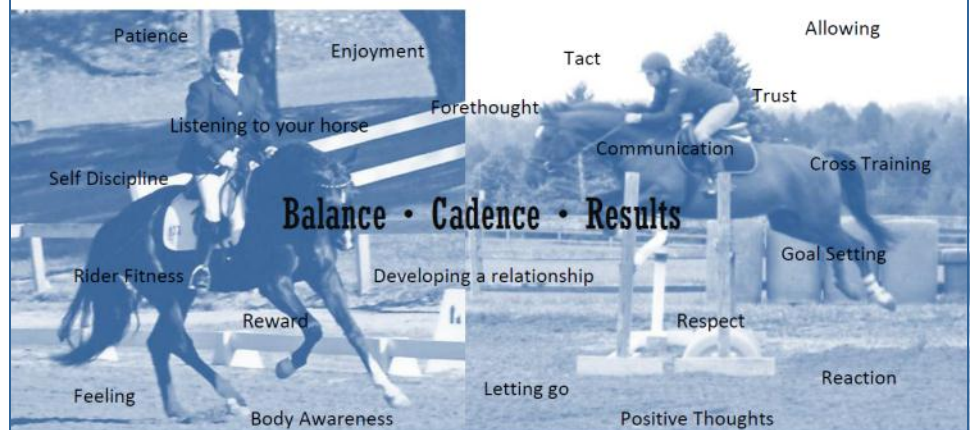 Patience
Enjoyment
Allowing
Tact
Trust
Forethought
Listening to your horse
Communication
Cross Training
Self Discipline
Balance • Cadence • Results
Goal Setting
Rider Fitness
Developing a relationship
Reward
Respect
Reaction
Letting go
Feeling
Body Awareness
Positive Thoughts